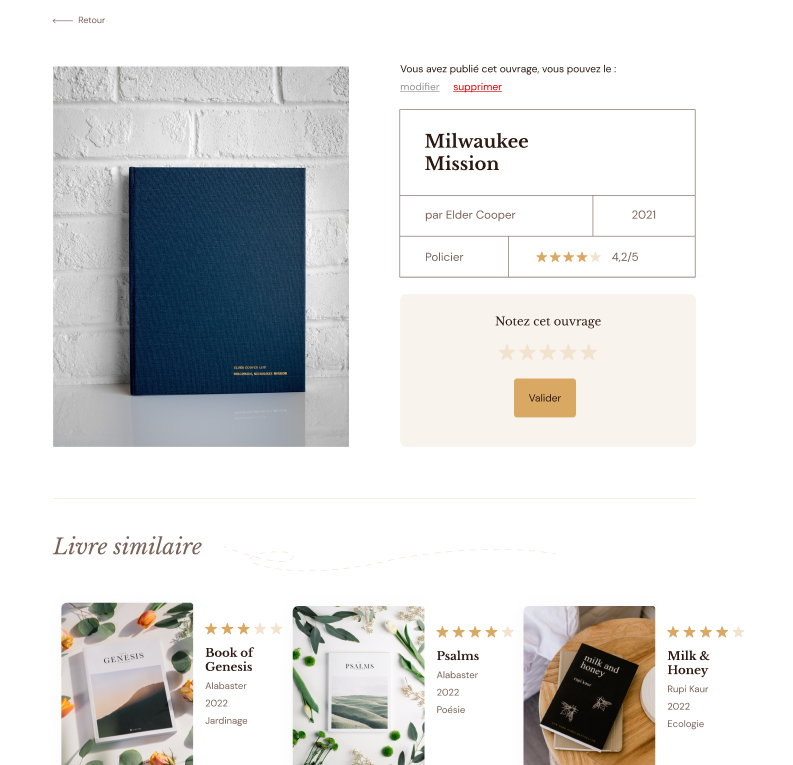 Retour
Vous avez publié cet ouvrage, vous pouvez le :
modifier supprimer
Milwaukee
Mission
par Elder Cooper 2021
Policier 4,2/5
Notez cet ouvrage
Valider
Livre similaire
GENESIS
Book of
Genesis
Alabaster
2022
Jardinage
PSALMS
Psalms
Alabaster
2022
Poésie
milk and
honey
rupi kaur
Milk &
Honey
Rupi Kaur
2022
Ecologie